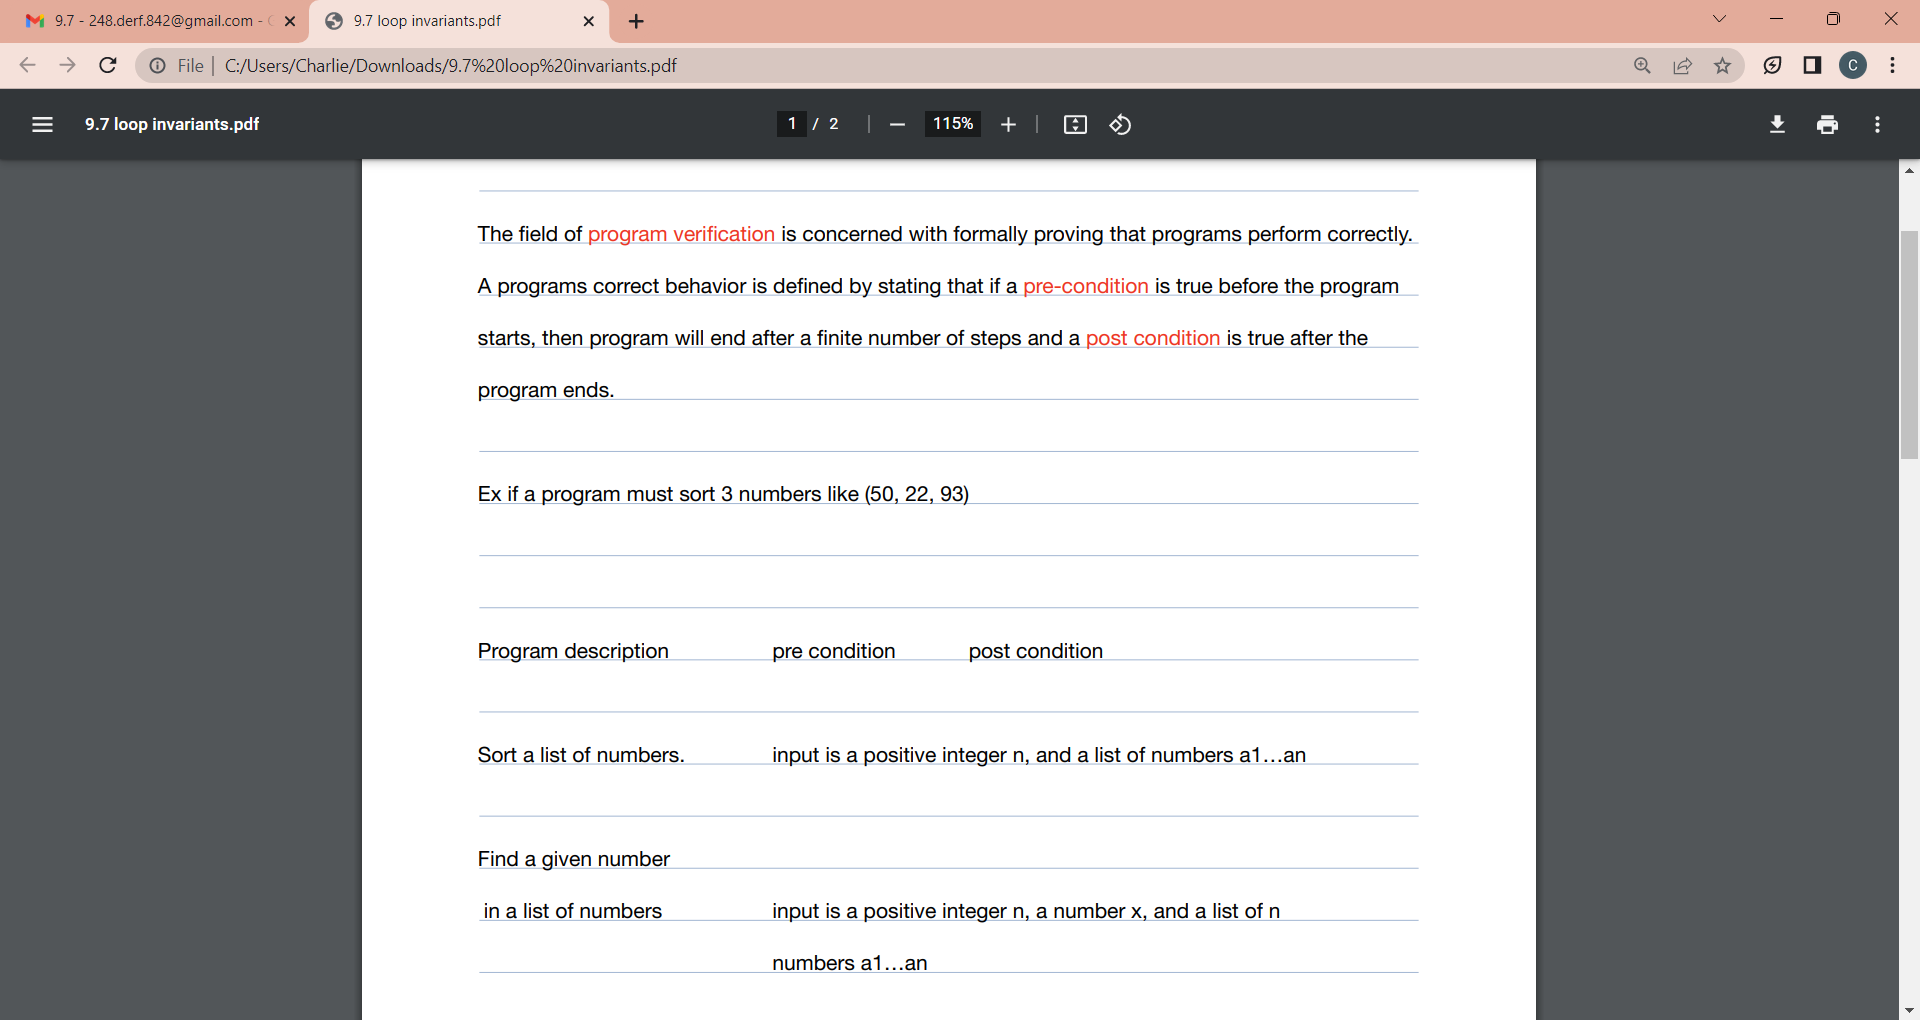 9.7 - 248.derf.842@gmail.com -
9.7 loop invariants.pdf
File
C:/Users/Charlie/Downloads/9.7%20loop%20invariants.pdf
C
9.7 loop invariants.pdf
1 / 2
115%
The field of program verification is concerned with formally proving that programs perform correctly.
A programs correct behavior is defined by stating that if a pre-condition is true before the program
starts, then program will end after a finite number of steps and a post condition is true after the
program ends.
Ex if a program must sort 3 numbers like (50, 22, 93)
Program description pre condition post condition
Sort a list of numbers. input is a positive integer n, and a list of numbers a1...an
Find a given number
in a list of numbers input is a positive integer n, a number x, and a list of n
numbers a1...an